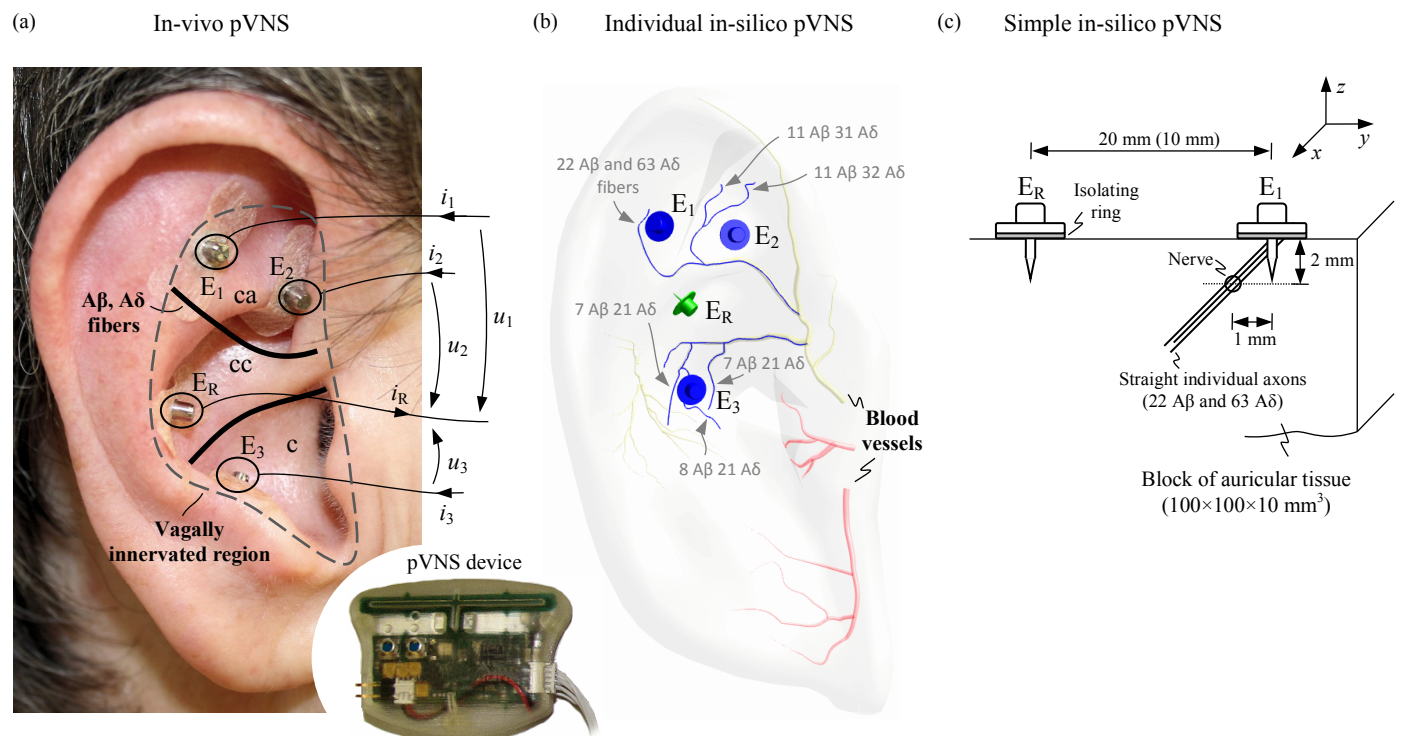 (a)
In-vivo pVNS
i1
i2
E1
E2
ca
Aβ, Aδ
fibers
u1
u2
cc
ER
iR
E3
c
u3
i3
Vagally
innervated region
pVNS device
(b)
Individual in-silico pVNS
11 Aβ 31 Aδ
22 Aβ and 63 Aδ
fibers
11 Aβ 32 Aδ
E1
E2
7 Aβ 21 Aδ
ER
7 Aβ 21 Aδ
E3
Blood
vessels
8 Aβ 21 Aδ
(c)
Simple in-silico pVNS
z
y
x
20 mm (10 mm)
ER
Isolating
ring
E1
Nerve
2 mm
1 mm
Straight individual axons
(22 Aβ and 63 Aδ)
Block of auricular tissue
(100×100×10 mm³)